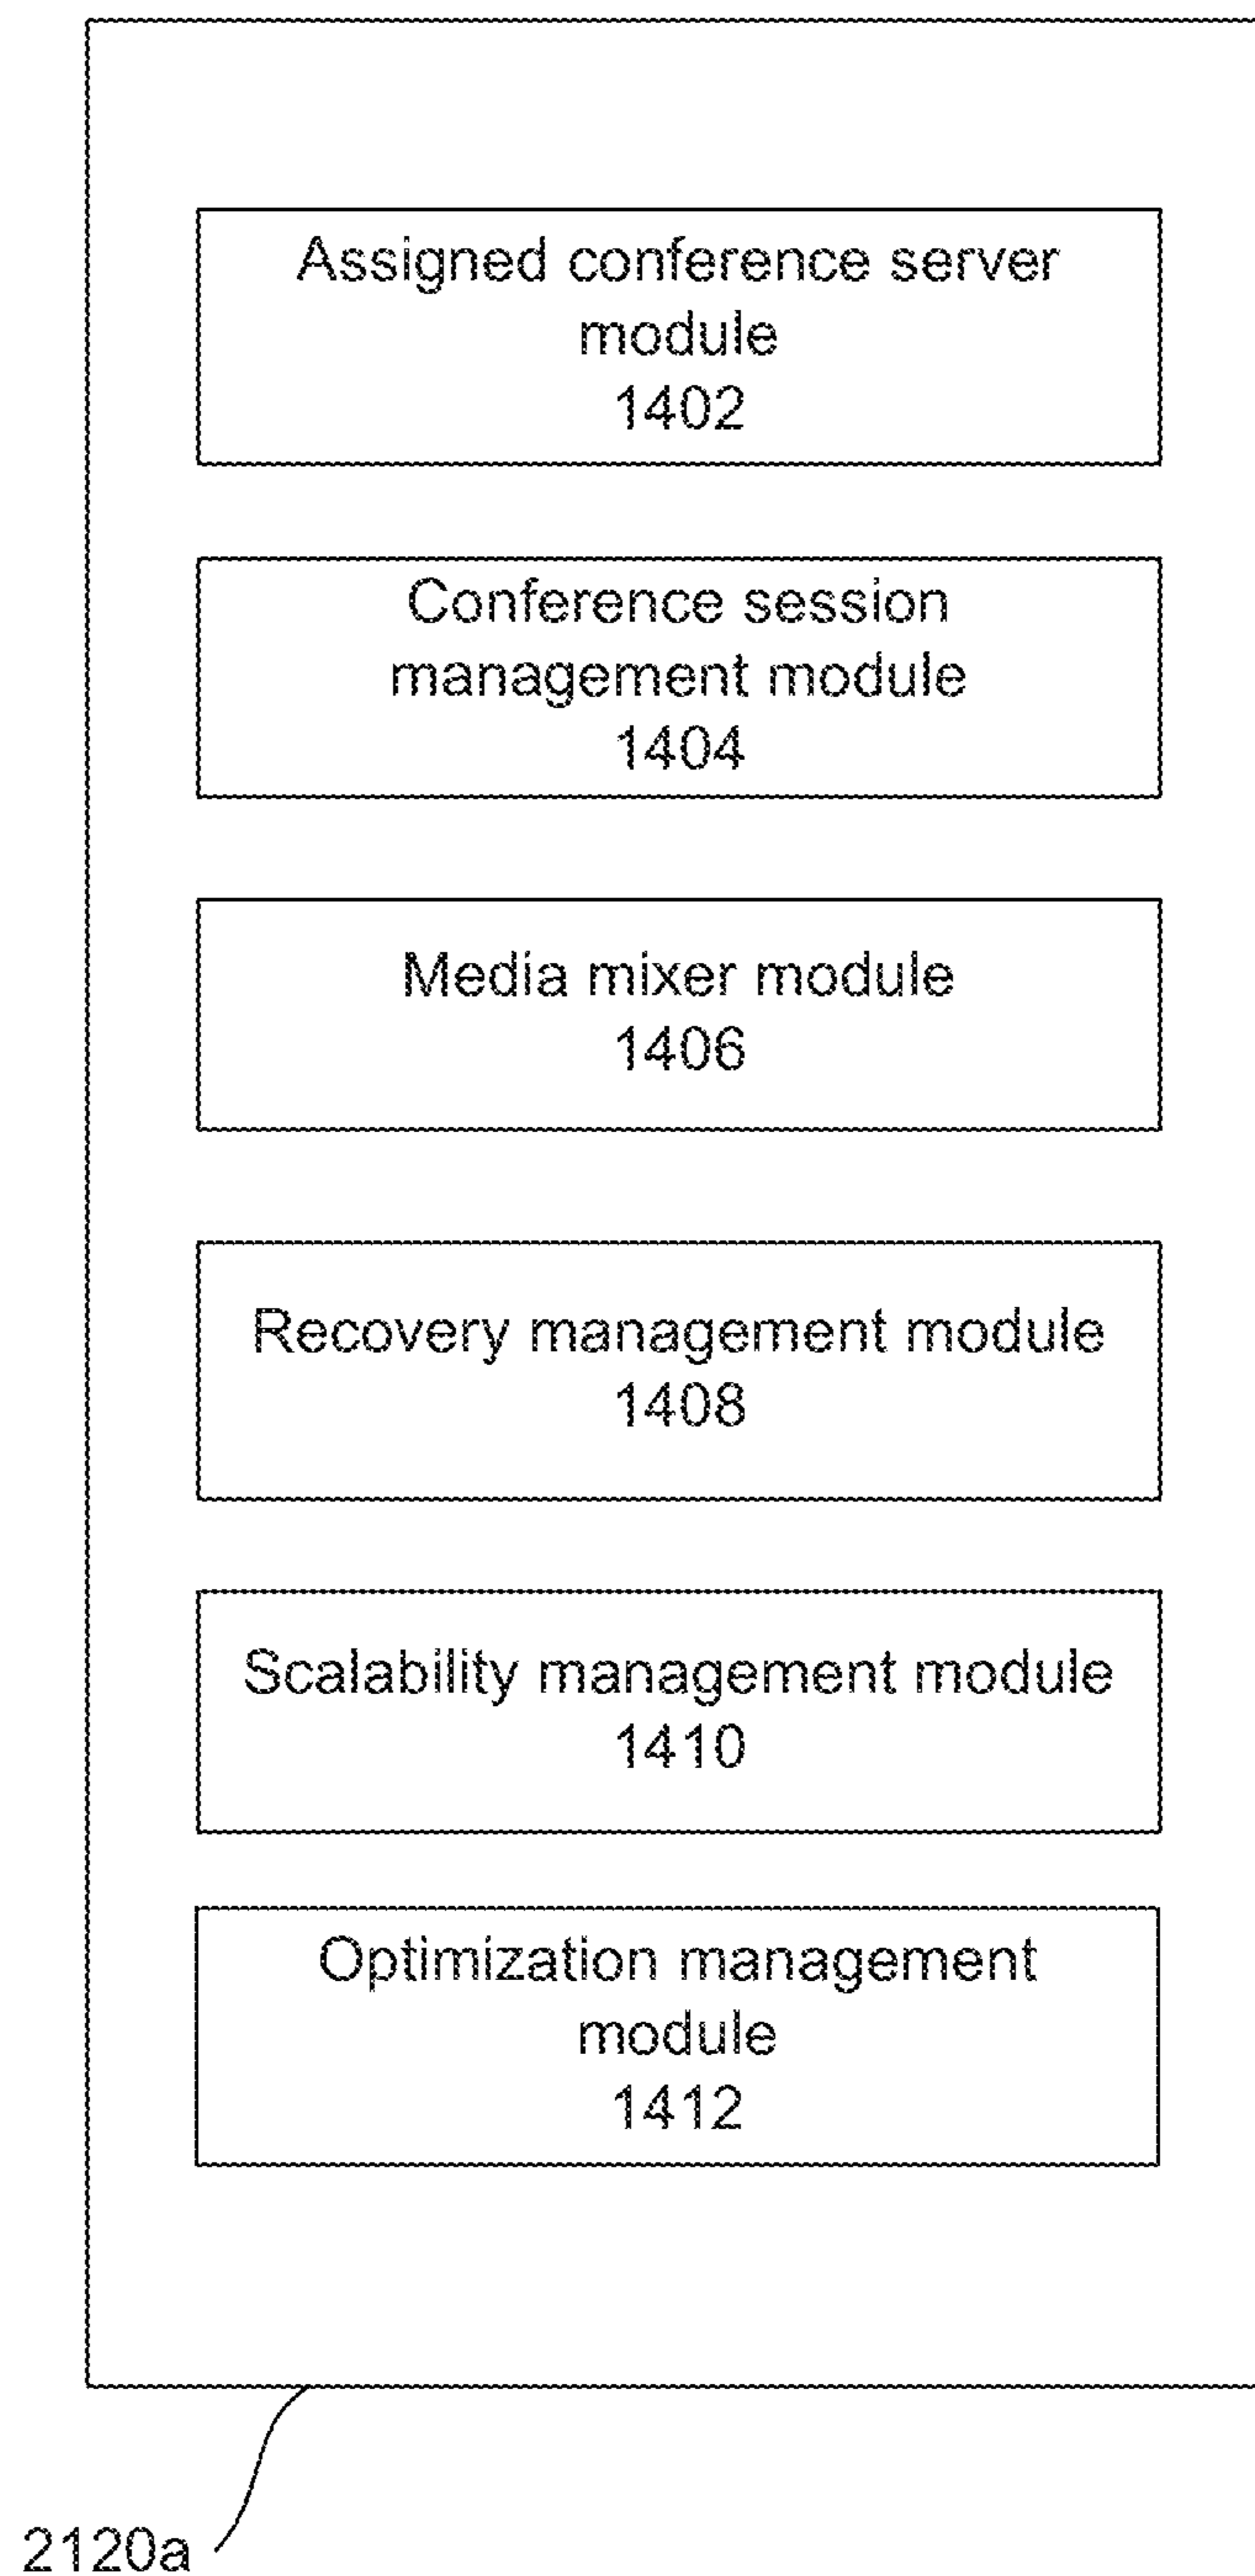 Assigned conference server
module
1402
Conference session
management module
1404
Media mixer module
1406
Recovery management module
1408
Scalability management module
1410
Optimization management
module
1412
2120a